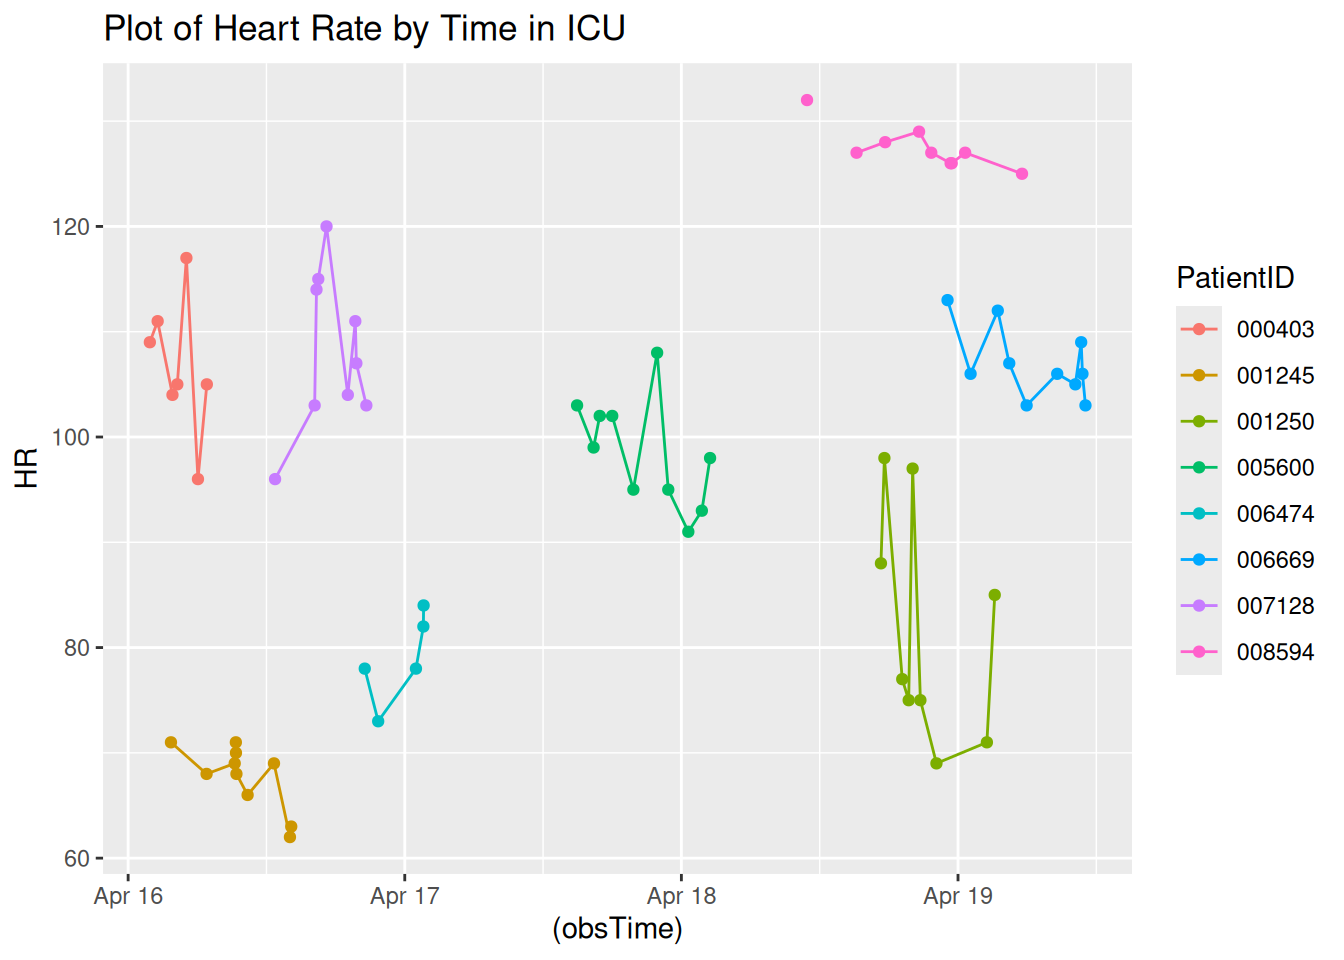 Plot of Heart Rate by Time in ICU
HR
120
100
80
60
Apr 16 Apr 17 Apr 18 Apr 19
(obsTime)
PatientID
000403
001245
001250
005600
006474
006669
007128
008594